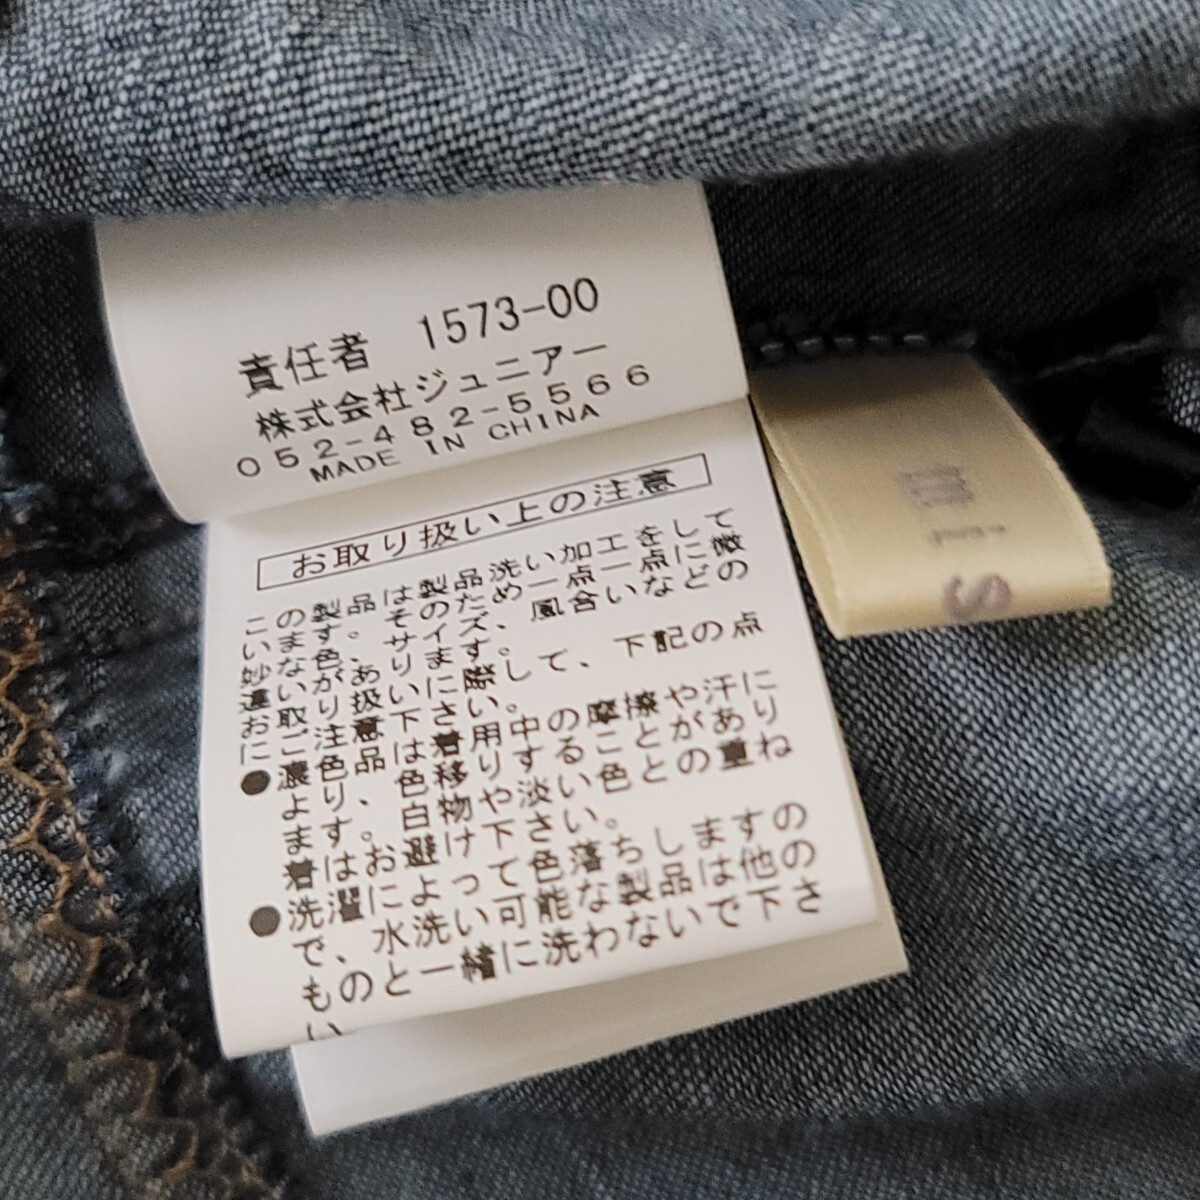 責任者 1573-00
株式会社ジュニアー
052-482-5566
MADE IN CHINA
お取り扱い上の注意
この製品は製品洗い加工をして
います。そのため一点一点に微
妙な色、サイズ、風合いなどの
違いがあります。
お取り扱いに際して、下記の点
にご注意下さい。
●濃色品は着用中の摩擦や汗に
より、色移りすることがあり
ます。白物や淡い色との重ね
着はお避け下さい。
●洗濯によって色落ちしますの
で、水洗い可能な製品は他の
ものと一緒に洗わないで下さ
い
mis